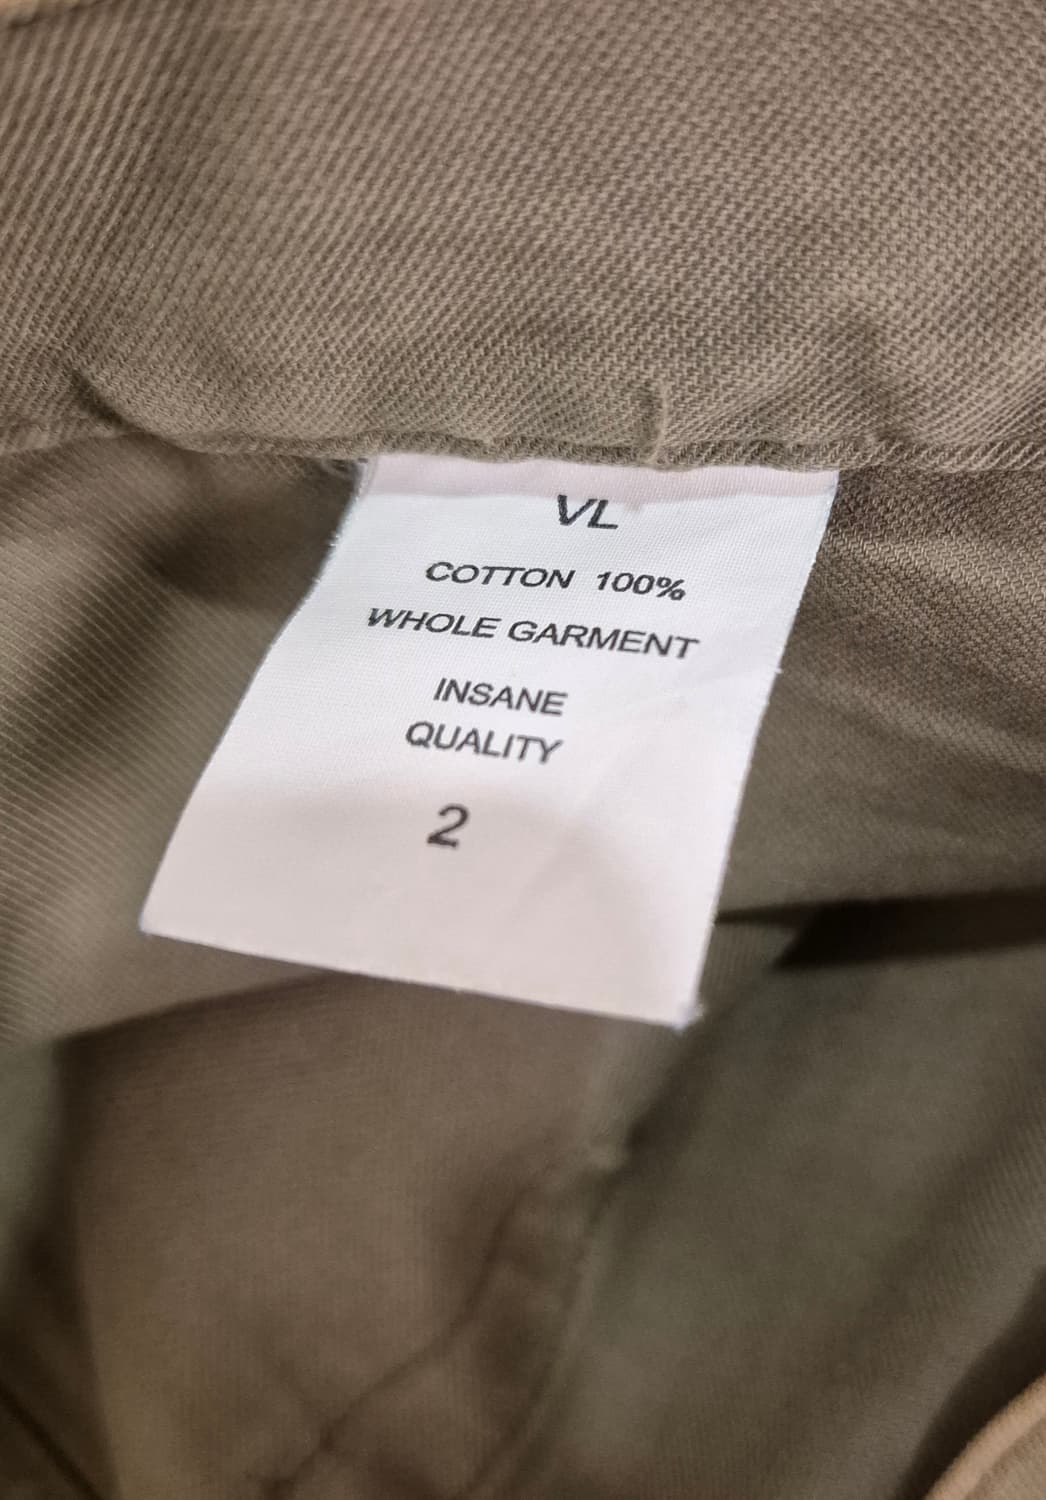 VL
COTTON 100%
WHOLE GARMENT
INSANE
QUALITY
2